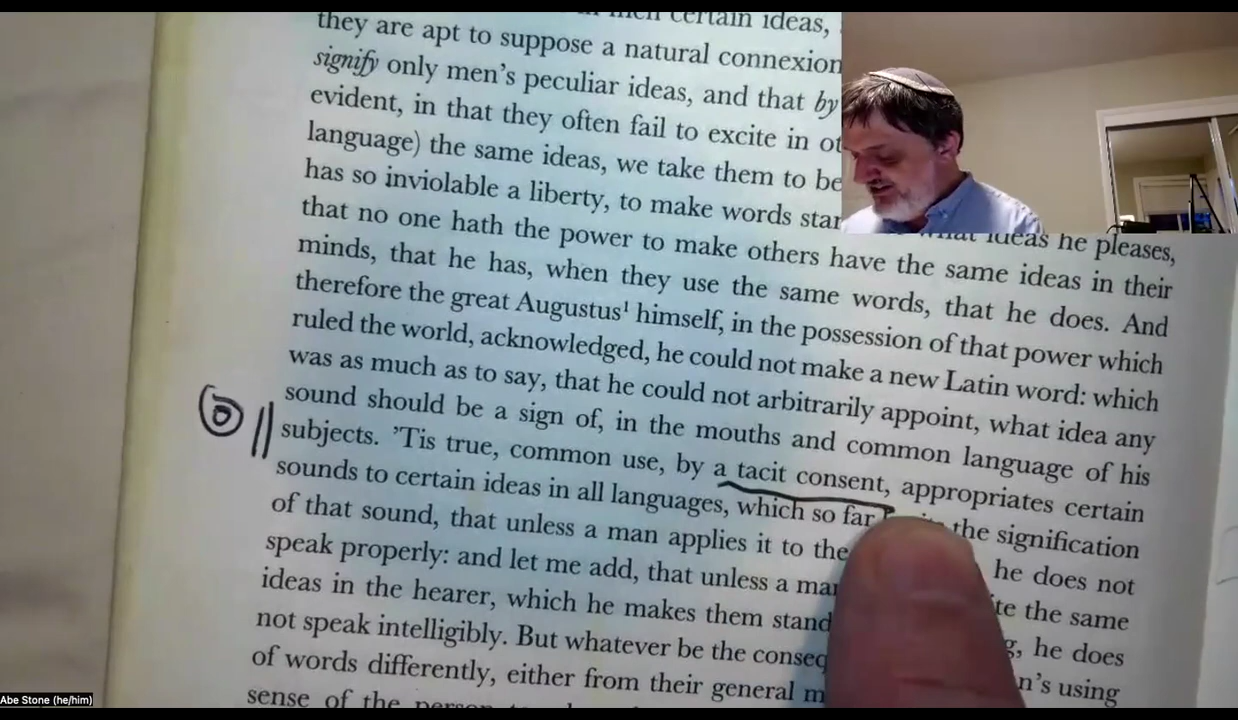 certain ideas,
they are apt to suppose a natural connexion
signify only men's peculiar ideas, and that by
evident, in that they often fail to excite in
language) the same ideas, we take them to be
has so inviolable a liberty, to make words
what ideas he pleases,
that no one hath the power to make others have the same ideas in their
minds, that he has, when they use the same words, that he does. And
therefore the great Augustus¹ himself, in the possession of that power which
ruled the world, acknowledged, he could not make a new Latin word: which
was as much as to say, that he could not arbitrarily appoint, what idea any
sound should be a sign of, in the mouths and common language of his
subjects. 'Tis true, common use, by a tacit consent, appropriates certain
sounds to certain ideas in all languages, which so far the signification
of that sound, that unless a man applies it to the he does not
speak properly: and let me add, that unless a the same
ideas in the hearer, which he makes them stand he does
not speak intelligibly. But whatever be the
of words differently, either from their general using
sense of the
Abe Stone (he/him)